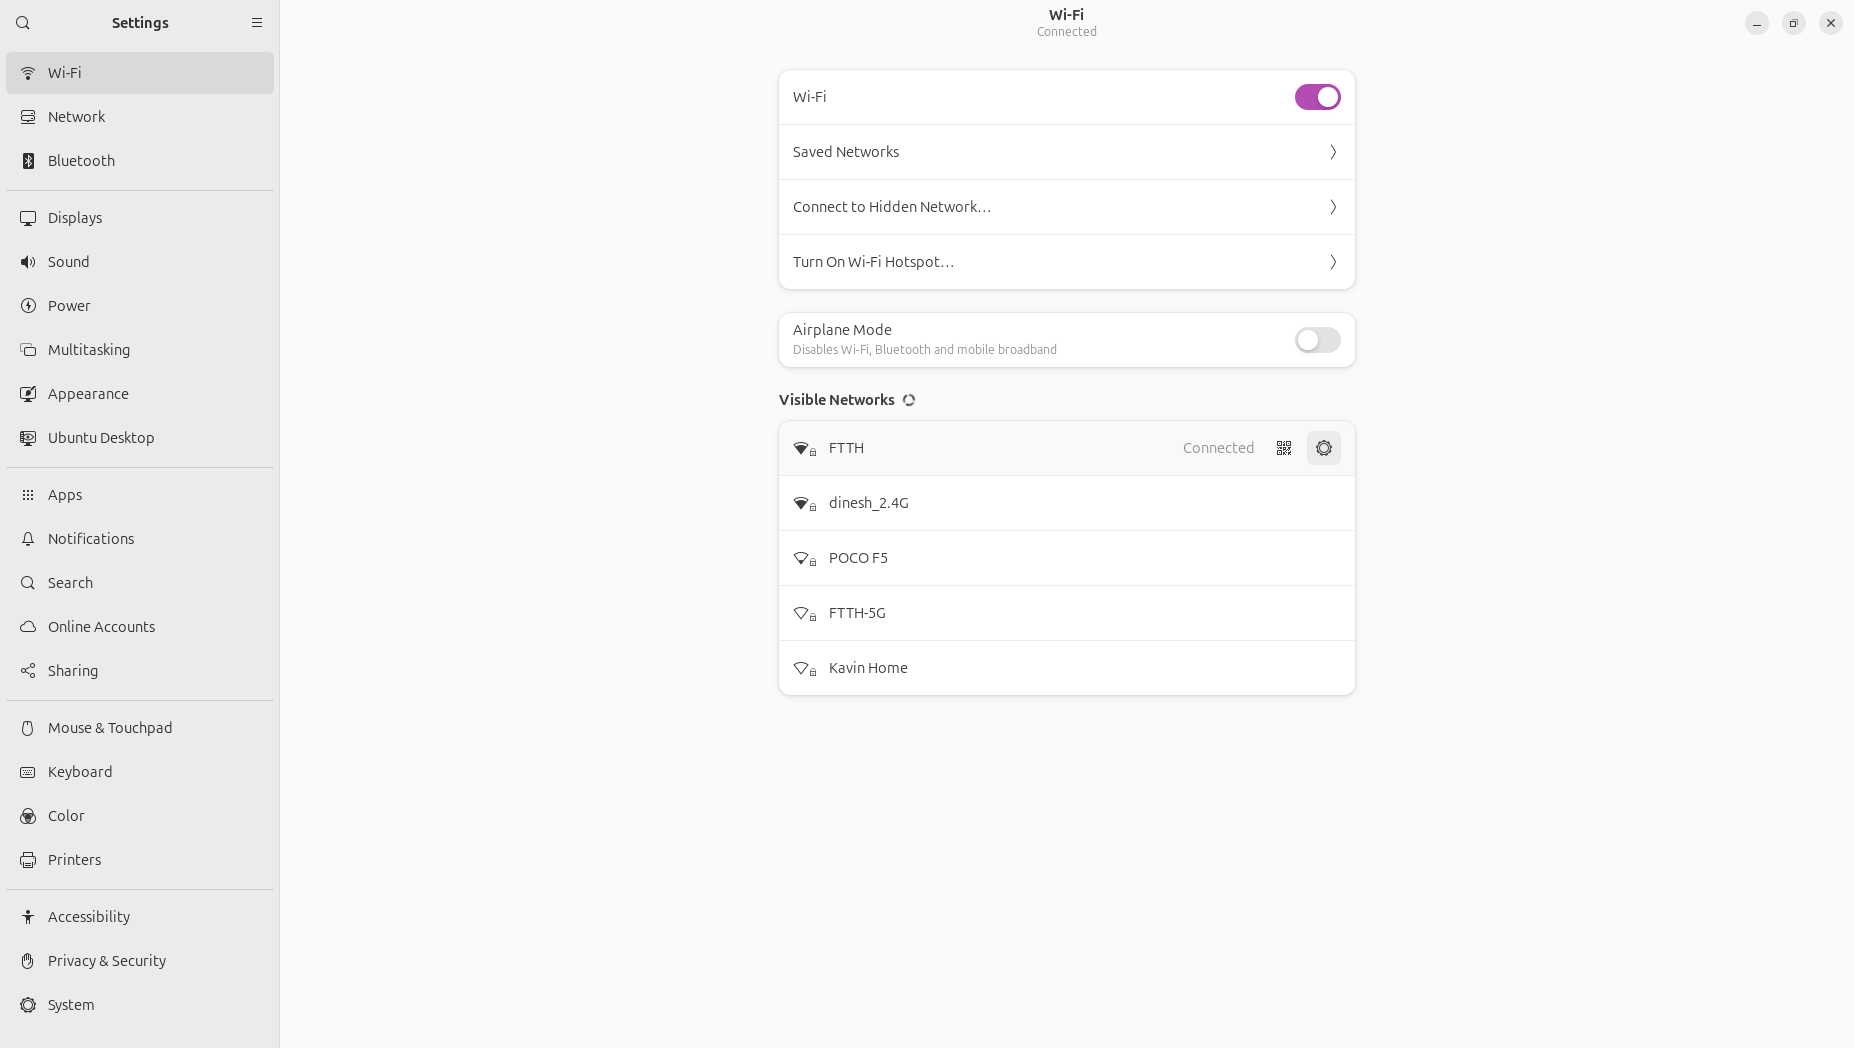 Settings
Wi-Fi
Network
Bluetooth
Displays
Sound
Power
Multitasking
Appearance
Ubuntu Desktop
Apps
Notifications
Search
Online Accounts
Sharing
Mouse & Touchpad
Keyboard
Color
Printers
Accessibility
Privacy & Security
System
Wi-Fi
Connected
Wi-Fi
Saved Networks
Connect to Hidden Network…
Turn On Wi-Fi Hotspot…
Airplane Mode
Disables Wi-Fi, Bluetooth and mobile broadband
Visible Networks
FTTH Connected
dinesh_2.4G
POCO F5
FTTH-5G
Kavin Home